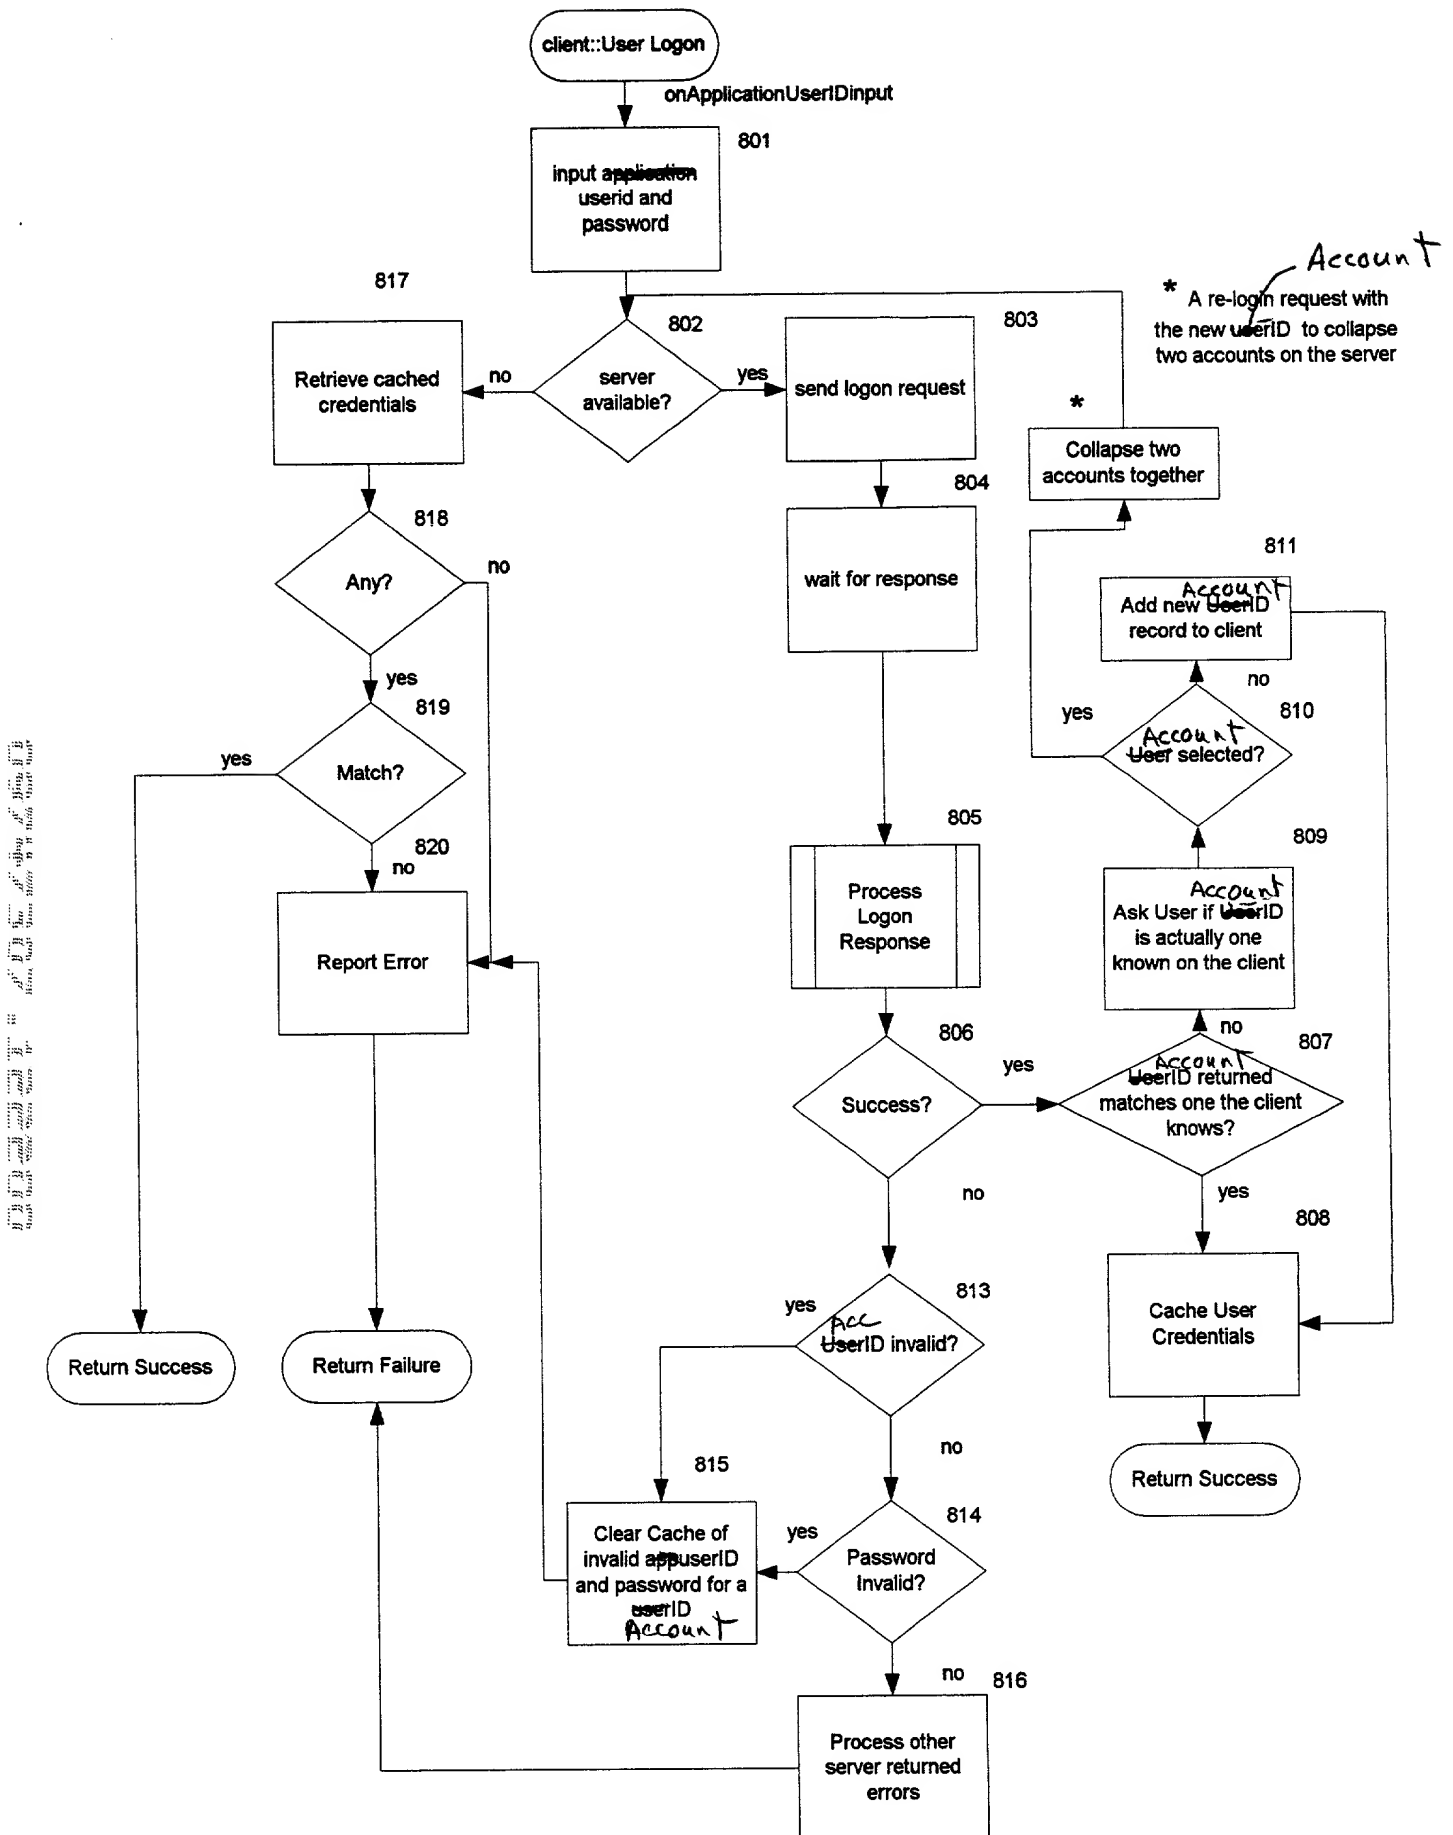 client::User Logon
onApplicationUserIDinput
801
input application
userid and
password
Account
* A re-login request with
the new userID to collapse
two accounts on the server
817
802
803
Retrieve cached
credentials
no
server
available?
yes
send logon request
*
Collapse two
accounts together
804
818
wait for response
811
Any?
no
Account
Add new UserID
record to client
yes
no
819
yes
810
Account
User selected?
yes
Match?
805
809
820
no
Process
Logon
Response
Account
Ask User if UserID
is actually one
known on the client
Report Error
806
no
807
yes
Account
UserID returned
matches one the client
knows?
Success?
no
yes
808
813
yes
Acc
UserID invalid?
Cache User
Credentials
Return Success
Return Failure
no
815
Return Success
814
Clear Cache of
invalid appuserID
and password for a
userID
Account
yes
Password
Invalid?
no
816
Process other
server returned
errors